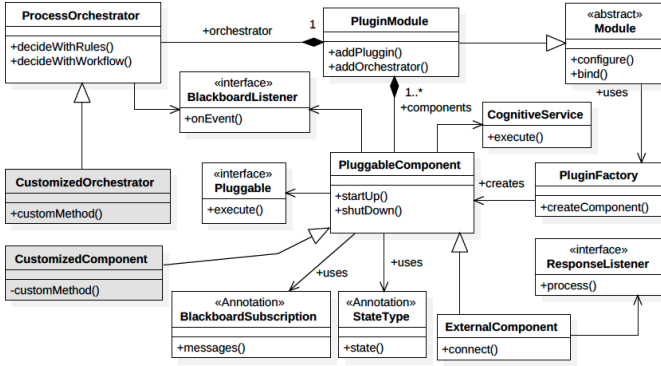 ProcessOrchestrator
+decideWithRules()
+decideWithWorkflow()
+orchestrator
1
PluginModule
+addPluggin()
+addOrchestrator()
«abstract»
Module
+configure()
+bind()
«interface»
BlackboardListener
+onEvent()
1..*
+components
CognitiveService
+execute()
+uses
CustomizedOrchestrator
+customMethod()
«interface»
Pluggable
+execute()
PluggableComponent
+startUp()
+shutDown()
+creates
PluginFactory
+createComponent()
CustomizedComponent
-customMethod()
+uses
+uses
«interface»
ResponseListener
+process()
«Annotation»
BlackboardSubscription
+messages()
«Annotation»
StateType
+state()
ExternalComponent
+connect()